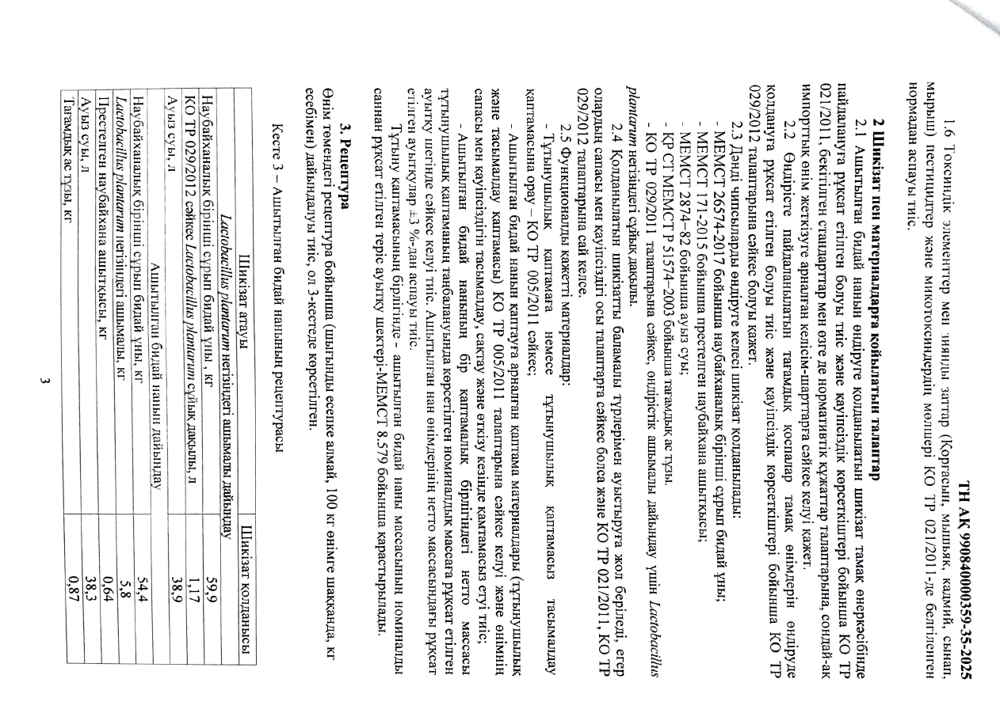 ТН АҚ 990840000359-35-2025
1.6 Токсиндік элементтер мен зиянды заттар (Қорғасын, мышьяк, кадмий, сынап,
мырыш) пестицидтер және микотоксиндердің мөлшері КО ТР 021/2011-де белгіленген
нормадан аспауы тиіс.
2 Шикізат пен материалдарға қойылатын талаптар
2.1 Ашытылған бидай нанын өндіруге қолданылатын шикізат тамақ өнеркәсібінде
пайдалануға рұқсат етілген болуы тиіс және қауіпсіздік көрсеткіштері бойынша КО ТР
021/2011, бекітілген стандарттар мен өзге де нормативтік құжаттар талаптарына, сондай-ақ
импорттық өнім жеткізуге арналған келісім-шарттарға сәйкес келуі қажет.
2.2 Өндірісте пайдаланылатын тағамдық қоспалар тамақ өнімдерін өндіруде
қолдануға рұқсат етілген болуы тиіс және қауіпсіздік көрсеткіштері бойынша КО ТР
029/2012 талаптарына сәйкес болуы қажет.
2.3 Дәнді чипсыларды өндіруге келесі шикізат қолданылады:
- МЕМСТ 26574-2017 бойынша наубайханалық бірінші сұрып бидай ұны;
- МЕМСТ 171-2015 бойынша престелген наубайхана ашытқысы;
- МЕМСТ 2874–82 бойынша ауыз суы;
- ҚР СТ МЕМСТ Р 51574–2003 бойынша тағамдық ас тұзы.
- КО ТР 029/2011 талаптарына сәйкес, өндірістік ашымалы дайындау үшін Lactobacillus
plantarum негізіндегі сұйық дақылы.
2.4 Қолданылатын шикізатты баламалы түрлерімен ауыстыруға жол беріледі, егер
олардың сапасы мен қауіпсіздігі осы талаптарға сәйкес болса және КО ТР 021/2011, КО ТР
029/2012 талаптарына сай келсе.
2.5 Функционалды қажетті материалдар:
- Тұтынушылық қаптамаға немесе тұтынушылық қаптамасыз тасымалдау
қаптамасына орау – КО ТР 005/2011 сәйкес;
- Ашытылған бидай нанын қаптауға арналған қаптама материалдары (тұтынушылық
және тасымалдау қаптамасы) КО ТР 005/2011 талаптарына сәйкес келуі және өнімнің
сапасы мен қауіпсіздігін тасымалдау, сақтау және өткізу кезінде қамтамасыз етуі тиіс;
- Ашытылған бидай нанының бір қаптамалық бірлігіндегі нетто массасы
тұтынушылық қаптаманың таңбалануында көрсетілген номиналдық массаға рұқсат етілген
ауытқу шегінде сәйкес келуі тиіс. Ашытылған нан өнімдерінің нетто массасындағы рұқсат
етілген ауытқулар ±3 %-дан аспауы тиіс.
Тұтыну қаптамасының бірлігінде – ашытылған бидай наны массасының номиналды
саннан рұқсат етілген теріс ауытқу шектері-МЕМСТ 8.579 бойынша қарастырылады.
3. Рецептура
Өнім төмендегі рецептура бойынша (шығынды есепке алмай, 100 кг өнімге шаққанда, кг
есебімен) дайындалуы тиіс, ол 3-кестеде көрсетілген.
Кесте 3 – Ашытылған бидай нанының рецептурасы
Шикізат атауы Шикізат қолданысы
Lactobacillus plantarum негізіндегі ашымалы дайындау
Наубайханалық бірінші сұрып бидай ұны , кг 59,9
КО ТР 029/2012 сәйкес Lactobacillus plantarum сұйық дақылы, л 1,17
Ауыз суы, л 38,9
Ашытылған бидай нанын дайындау
Наубайханалық бірінші сұрып бидай ұны, кг 54,4
Lactobacillus plantarum негізіндегі ашымалы, кг 5,8
Престелген наубайхана ашытқысы, кг 0,64
Ауыз суы, л 38,3
Тағамдық ас тұзы, кг 0,87
3